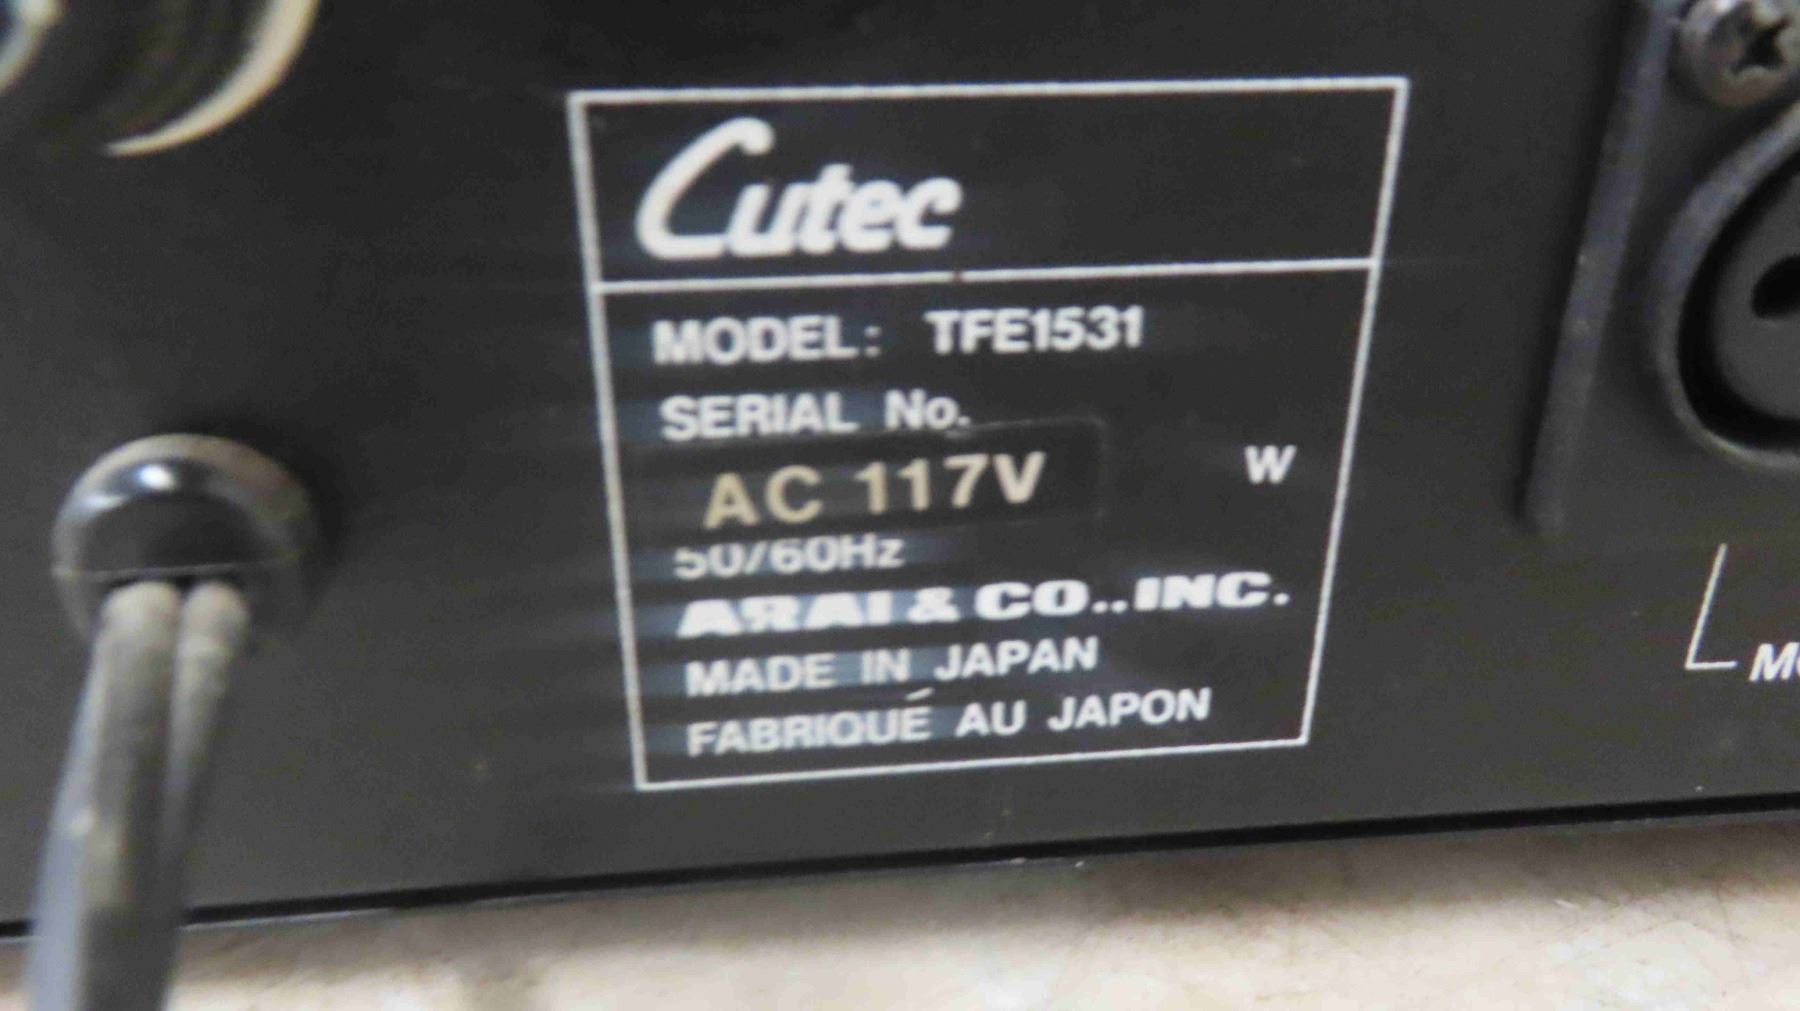 Cutec
MODEL: TFE1531
SERIAL No.
AC 117V W
50/60Hz
ARAI & CO.,INC.
MADE IN JAPAN
FABRIQUÉ AU JAPON